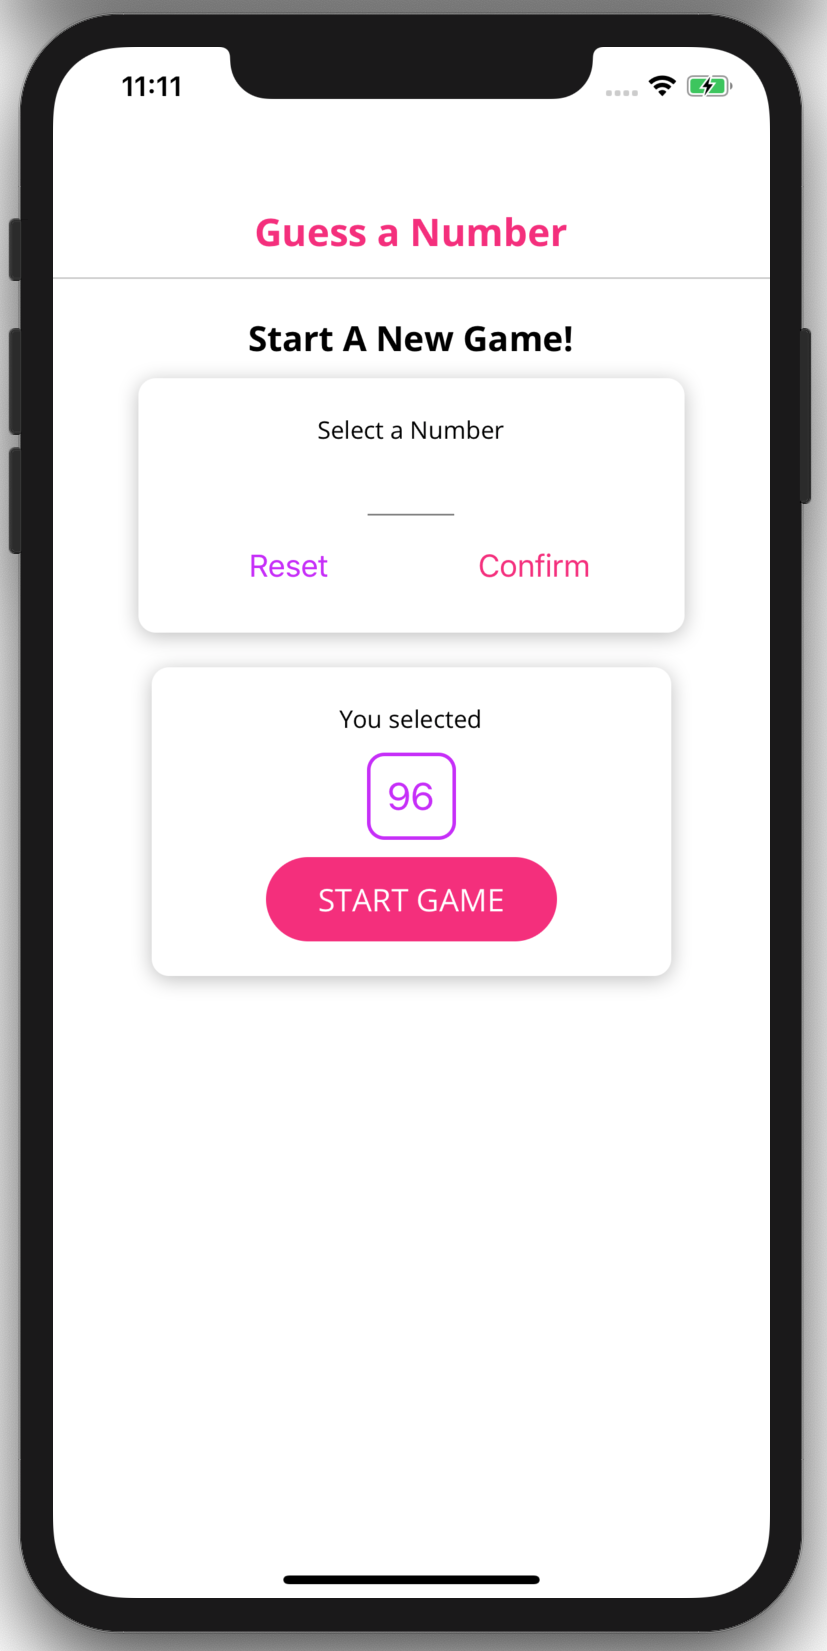 11:11
Guess a Number
Start A New Game!
Select a Number
Reset Confirm
You selected
96
START GAME